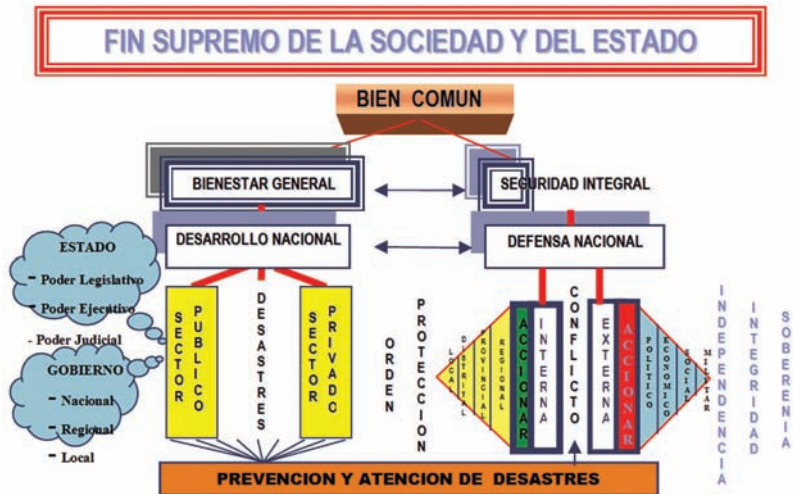 FIN SUPREMO DE LA SOCIEDAD Y DEL ESTADO
BIEN COMUN
BIENESTAR GENERAL
SEGURIDAD INTEGRAL
DESARROLLO NACIONAL
DEFENSA NACIONAL
ESTADO
- Poder Legislativo
- Poder Ejecutivo
- Poder Judicial
GOBIERNO
- Nacional
- Regional
- Local
SECTOR
PUBLICO
DESASTRES
SECTOR
PRIVADO
ORDEN
PROTECCION
LOCAL
DISTRITAL
PROVINCIAL
REGIONAL
ACCIONAR
INTERNA
CONFLICTO
EXTERNA
ACCIONAR
POLITICO
ECONOMICO
SOCIAL
MILITAR
INDEPENDENCIA
INTEGRIDAD
SOBERENIA
PREVENCION Y ATENCION DE DESASTRES